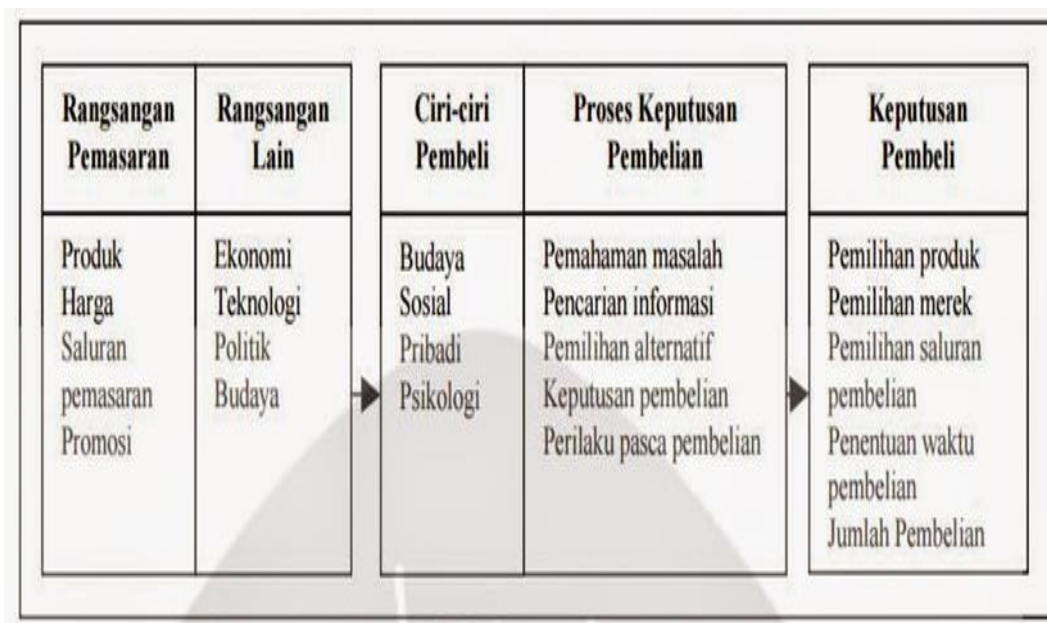 Rangsangan
Pemasaran
Produk
Harga
Saluran
pemasaran
Promosi
Rangsangan
Lain
Ekonomi
Teknologi
Politik
Budaya
Ciri-ciri
Pembeli
Budaya
Sosial
Pribadi
Psikologi
Proses Keputusan
Pembelian
Pemahaman masalah
Pencarian informasi
Pemilihan alternatif
Keputusan pembelian
Perilaku pasca pembelian
Keputusan
Pembeli
Pemilihan produk
Pemilihan merek
Pemilihan saluran
pembelian
Penentuan waktu
pembelian
Jumlah Pembelian